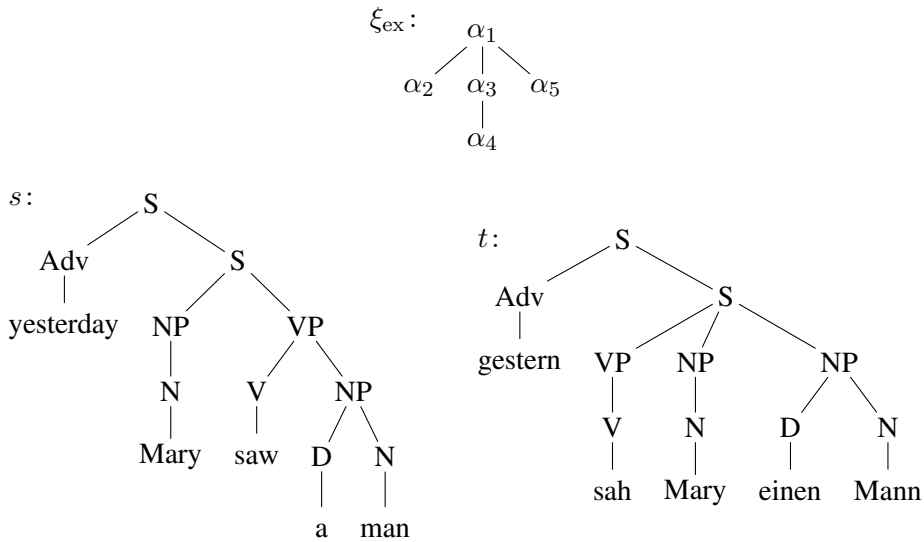 ξ_ex:
α₁
α₂ α₃ α₅
α₄
s:
S
Adv S
yesterday NP VP
N V NP
Mary saw D N
a man
t:
S
Adv S
gestern VP NP NP
V N D N
sah Mary einen Mann